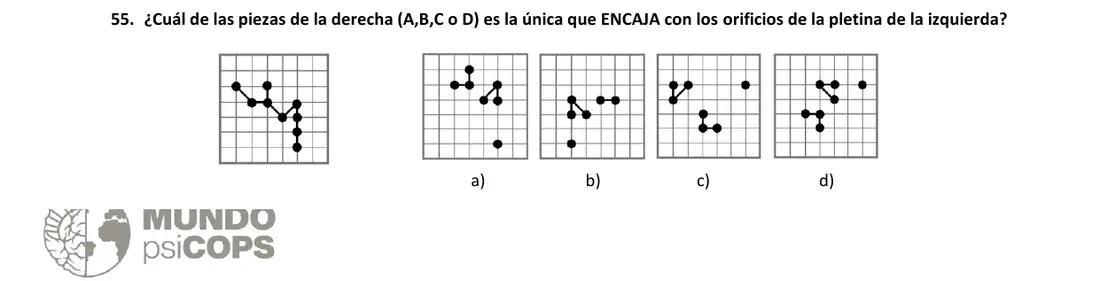 55. ¿Cuál de las piezas de la derecha (A,B,C o D) es la única que ENCAJA con los orificios de la pletina de la izquierda?
a) b) c) d)
MUNDO
psiCOPS